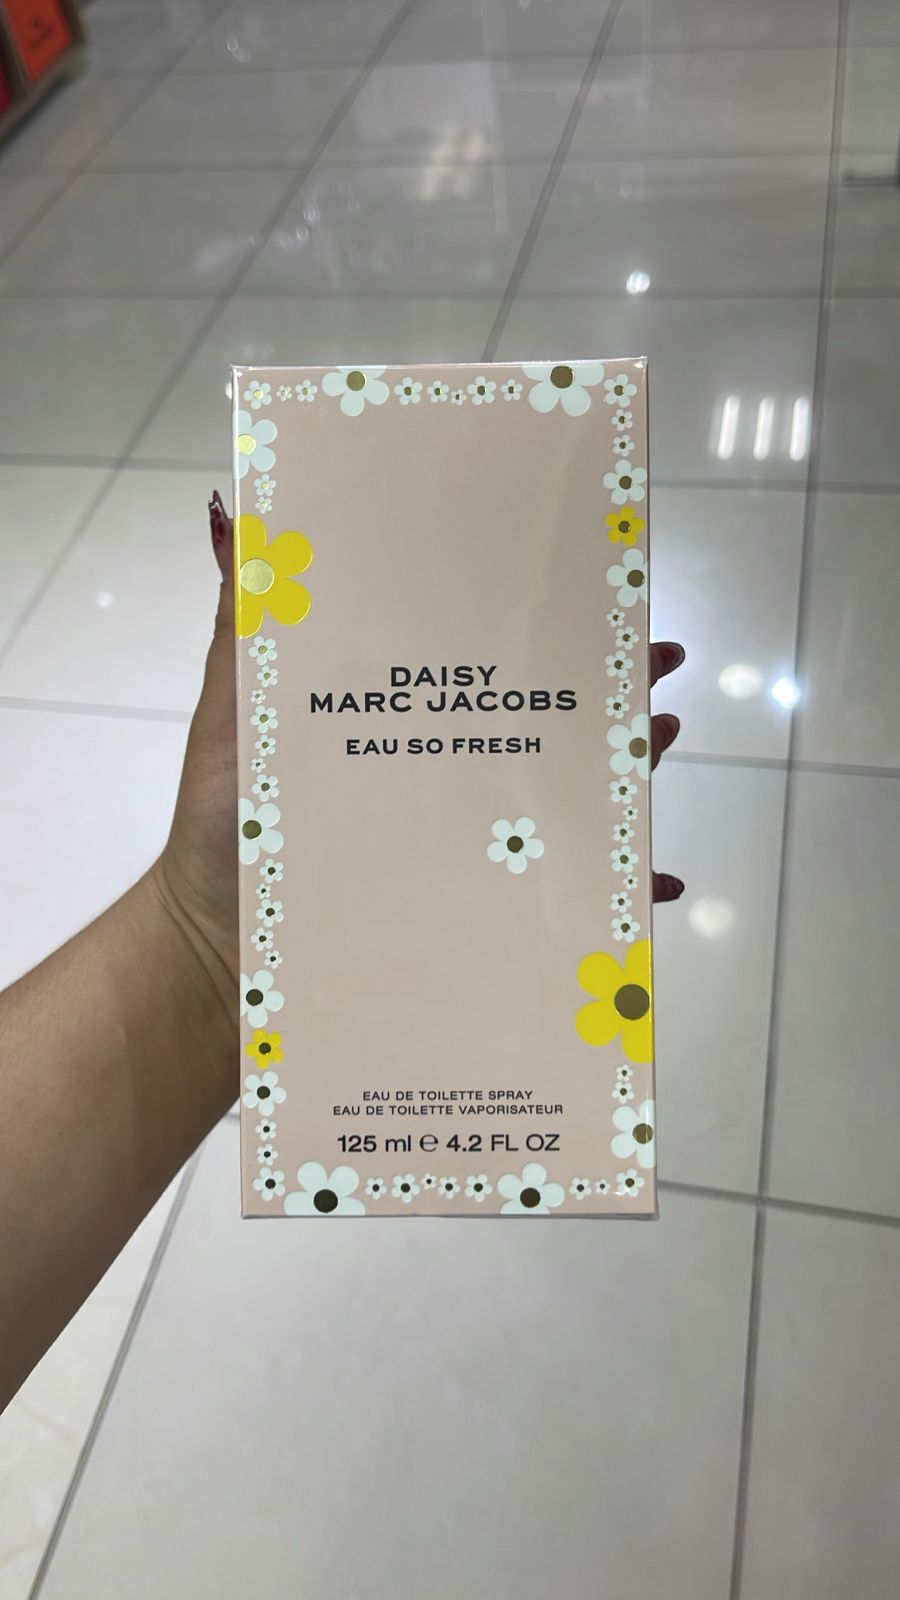 DAISY
MARC JACOBS
EAU SO FRESH
EAU DE TOILETTE SPRAY
EAU DE TOILETTE VAPORISATEUR
125 ml ℮ 4.2 FL OZ